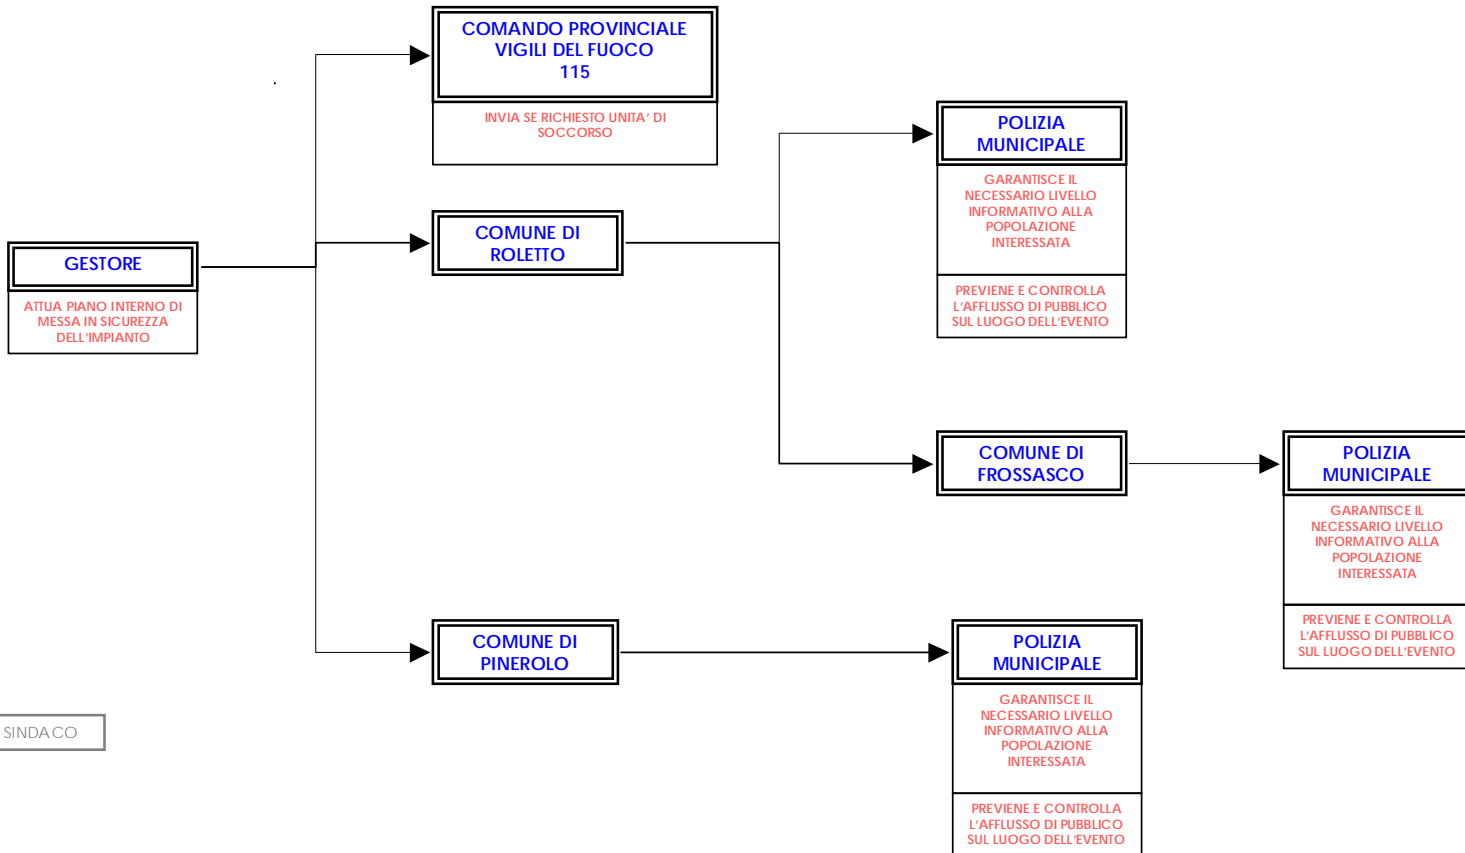 COMANDO PROVINCIALE
VIGILI DEL FUOCO
115
INVIA SE RICHIESTO UNITA' DI
SOCCORSO
POLIZIA
MUNICIPALE
GARANTISCE IL
NECESSARIO LIVELLO
INFORMATIVO ALLA
POPOLAZIONE
INTERESSATA
PREVIENE E CONTROLLA
L'AFFLUSSO DI PUBBLICO
SUL LUOGO DELL'EVENTO
COMUNE DI
ROLETTO
GESTORE
ATTUA PIANO INTERNO DI
MESSA IN SICUREZZA
DELL'IMPIANTO
COMUNE DI
FROSSASCO
POLIZIA
MUNICIPALE
GARANTISCE IL
NECESSARIO LIVELLO
INFORMATIVO ALLA
POPOLAZIONE
INTERESSATA
PREVIENE E CONTROLLA
L'AFFLUSSO DI PUBBLICO
SUL LUOGO DELL'EVENTO
COMUNE DI
PINEROLO
POLIZIA
MUNICIPALE
GARANTISCE IL
NECESSARIO LIVELLO
INFORMATIVO ALLA
POPOLAZIONE
INTERESSATA
PREVIENE E CONTROLLA
L'AFFLUSSO DI PUBBLICO
SUL LUOGO DELL'EVENTO
SINDACO